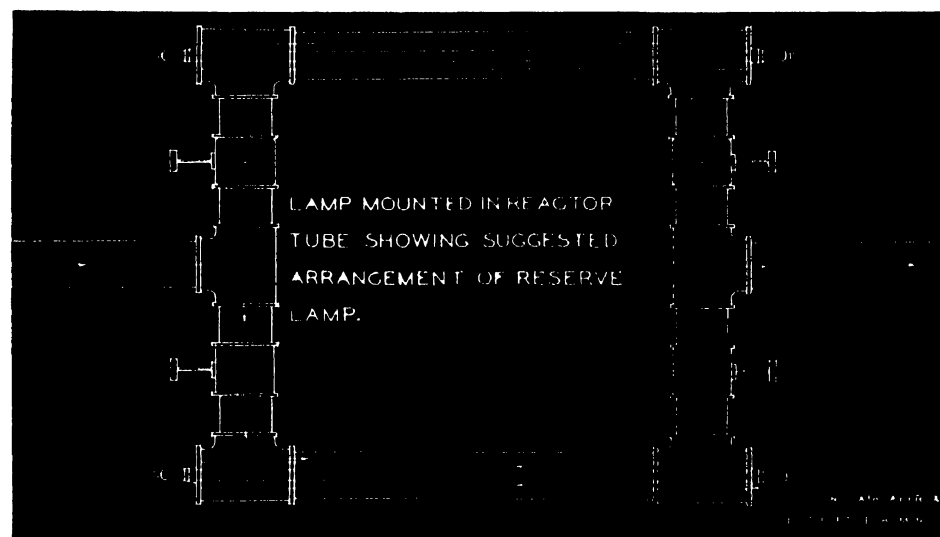 LAMP MOUNTED IN REACTOR
TUBE SHOWING SUGGESTED
ARRANGEMENT OF RESERVE
LAMP.